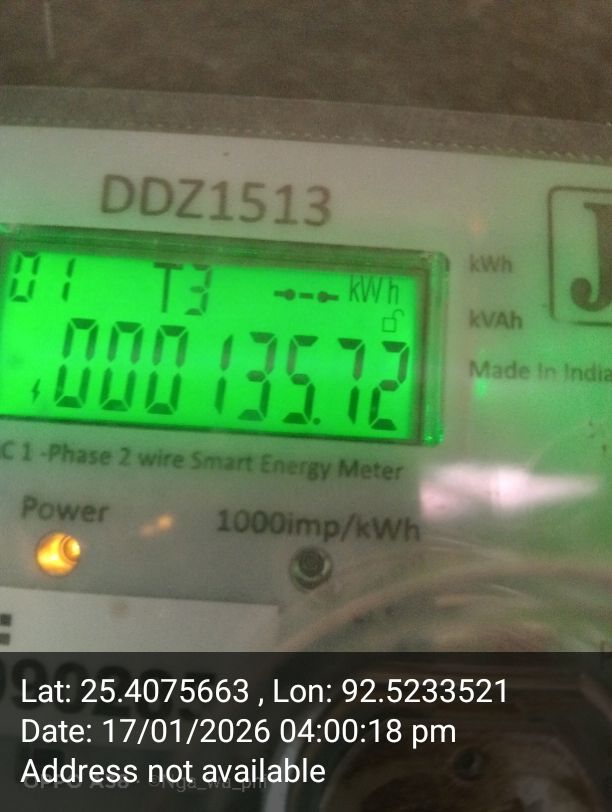 DDZ1513
01 T3 kWh
000135.72
kWh
kVAh
Made In India
C 1 -Phase 2 wire Smart Energy Meter
Power
1000imp/kWh
Lat: 25.4075663 , Lon: 92.5233521
Date: 17/01/2026 04:00:18 pm
Address not available